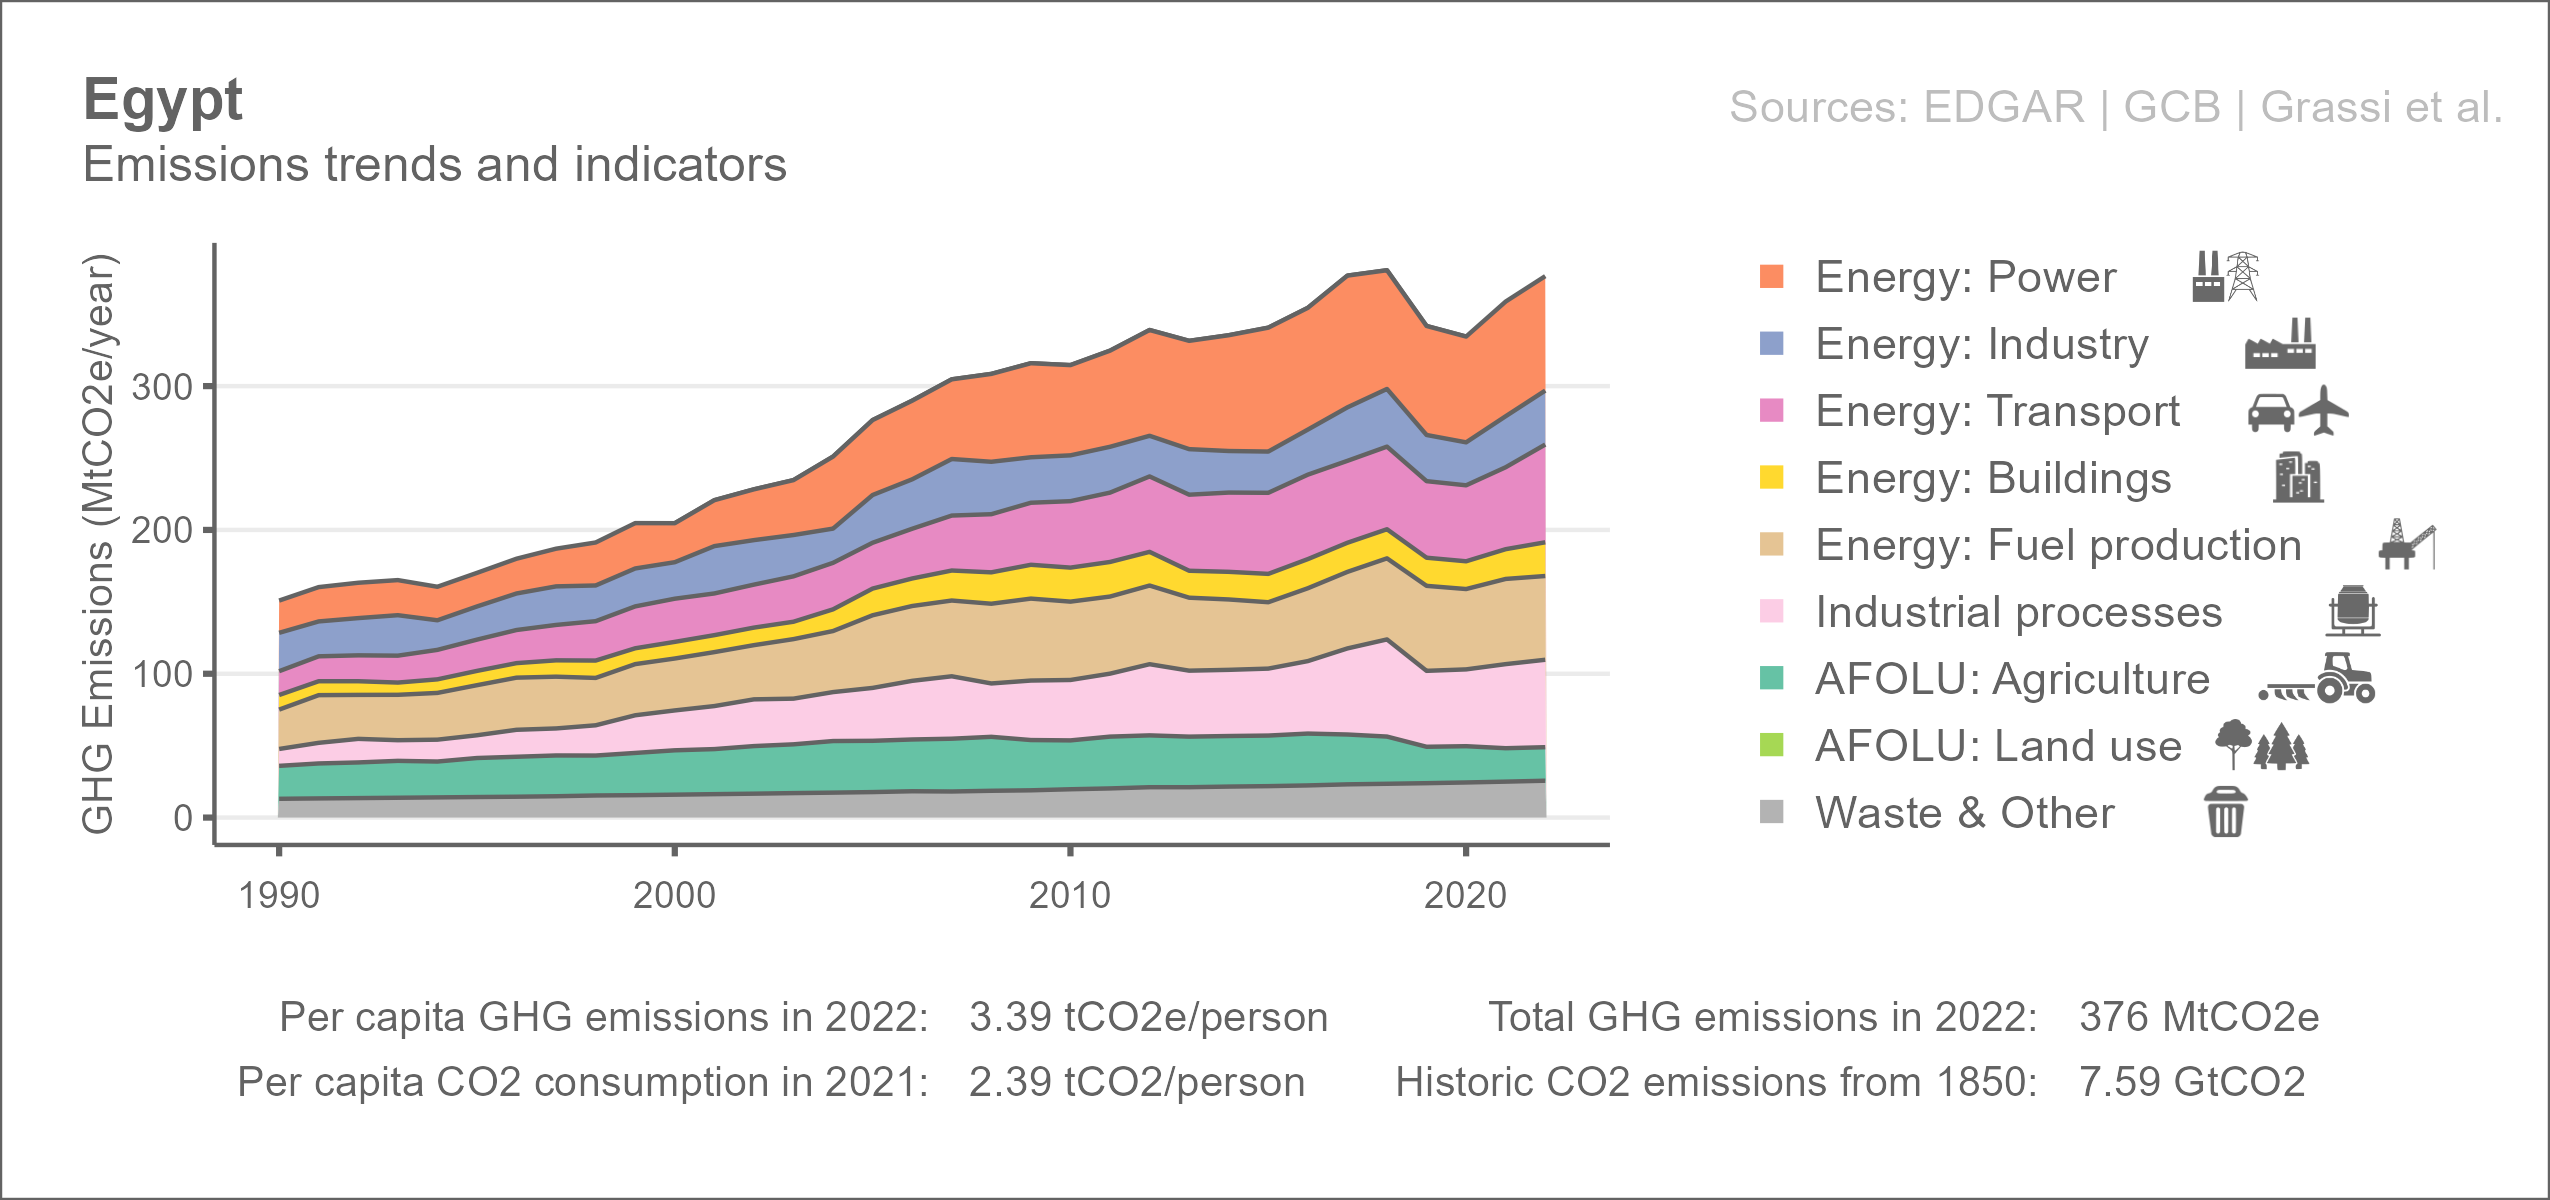 Egypt
Sources: EDGAR | GCB | Grassi et al.
Emissions trends and indicators
GHG Emissions (MtCO2e/year)
300
200
100
0
1990
2000
2010
2020
Energy: Power
Energy: Industry
Energy: Transport
Energy: Buildings
Energy: Fuel production
Industrial processes
AFOLU: Agriculture
AFOLU: Land use
Waste & Other
Per capita GHG emissions in 2022: 3.39 tCO2e/person
Total GHG emissions in 2022: 376 MtCO2e
Per capita CO2 consumption in 2021: 2.39 tCO2/person
Historic CO2 emissions from 1850: 7.59 GtCO2